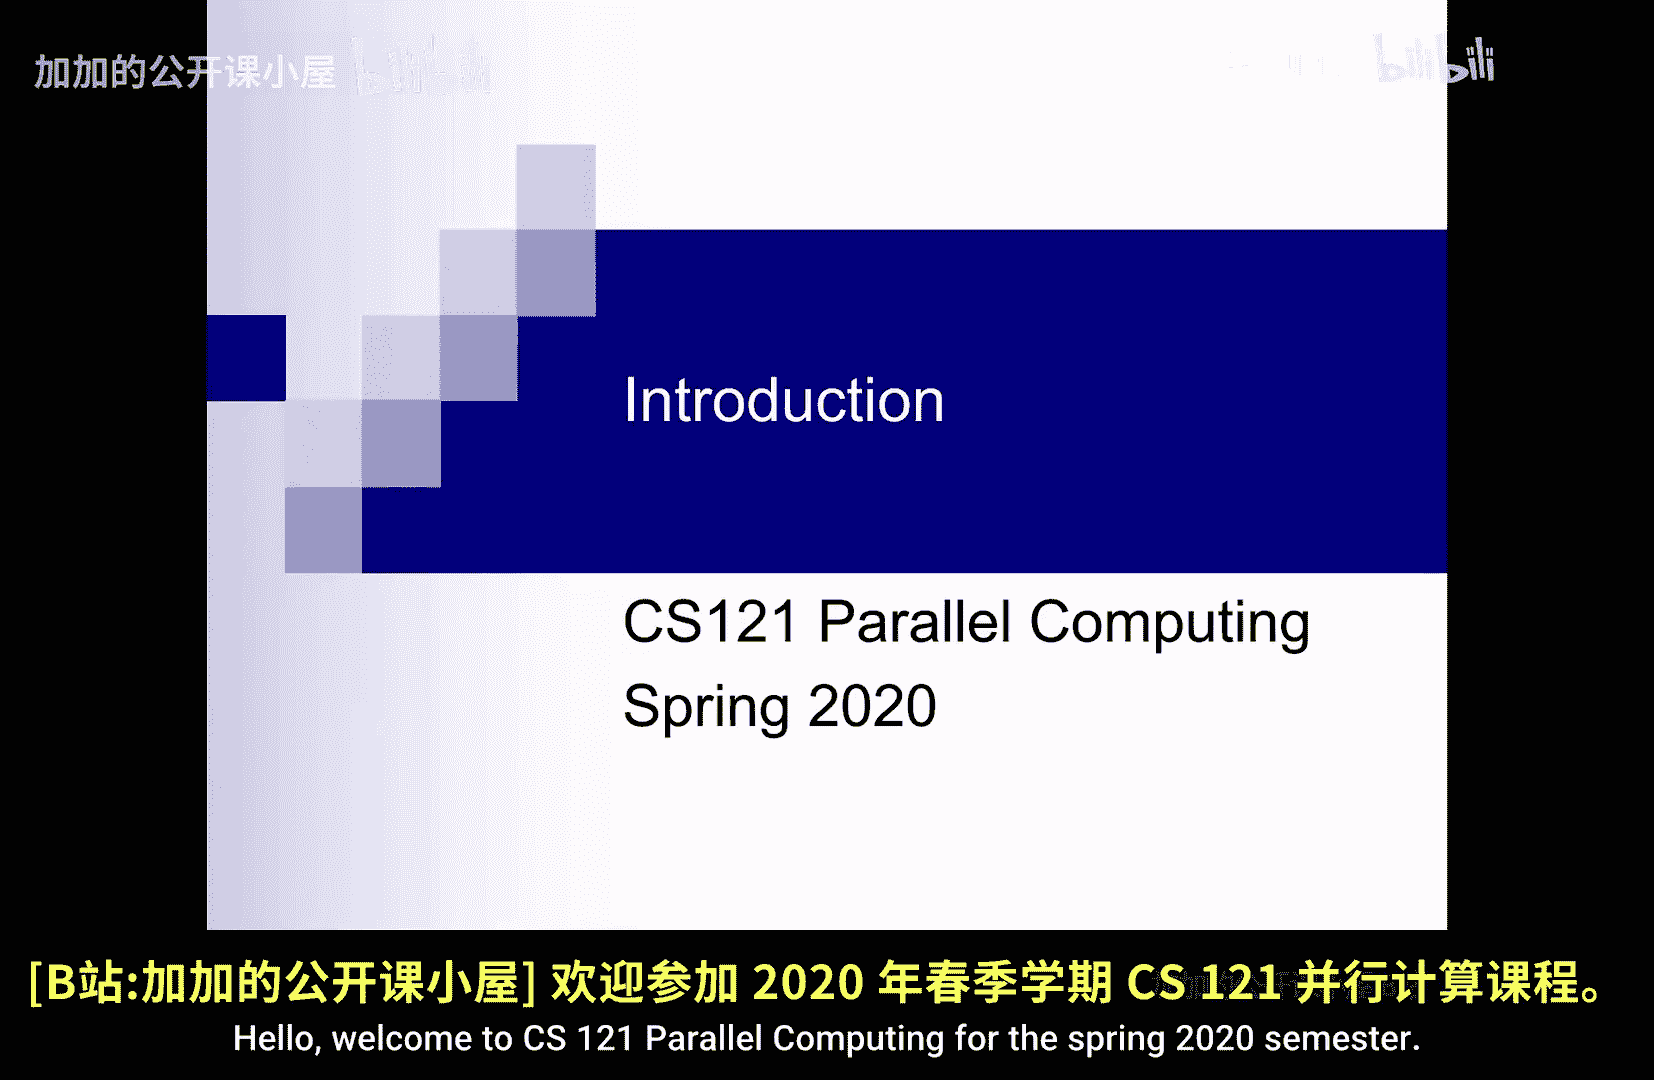 加加的公开课小屋 bilibili
bilibili
Introduction
CS121 Parallel Computing
Spring 2020
[B站:加加的公开课小屋] 欢迎参加 2020 年春季学期 CS 121 并行计算课程。
Hello, welcome to CS 121 Parallel Computing for the spring 2020 semester.